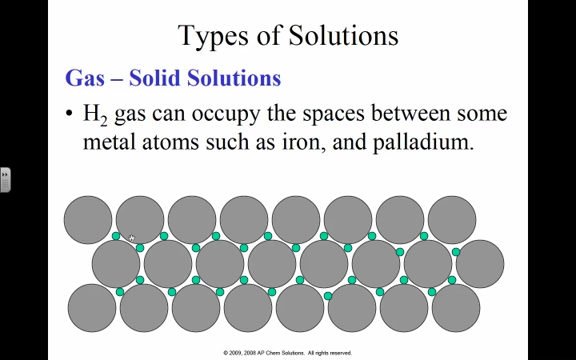 Types of Solutions
Gas – Solid Solutions
• H₂ gas can occupy the spaces between some
metal atoms such as iron, and palladium.
© 2009, 2008 AP Chem Solutions. All rights reserved.